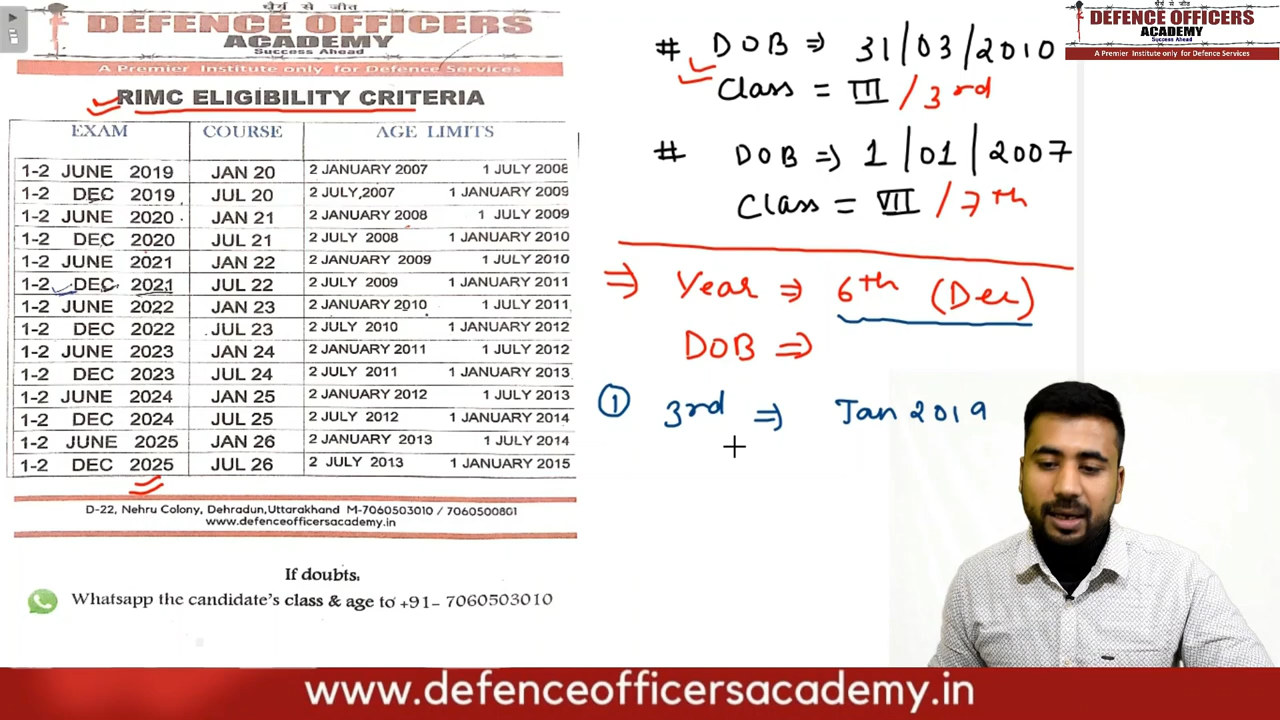 धैर्य से जीत
DEFENCE OFFICERS
ACADEMY
Success Ahead
A Premier Institute only for Defence Services
RIMC ELIGIBILITY CRITERIA
EXAM COURSE AGE LIMITS
1-2 JUNE 2019 JAN 20 2 JANUARY 2007 1 JULY 2008
1-2 DEC 2019 JUL 20 2 JULY,2007 1 JANUARY 2009
1-2 JUNE 2020 JAN 21 2 JANUARY 2008 1 JULY 2009
1-2 DEC 2020 JUL 21 2 JULY 2008 1 JANUARY 2010
1-2 JUNE 2021 JAN 22 2 JANUARY 2009 1 JULY 2010
1-2 DEC 2021 JUL 22 2 JULY 2009 1 JANUARY 2011
1-2 JUNE 2022 JAN 23 2 JANUARY 2010 1 JULY 2011
1-2 DEC 2022 JUL 23 2 JULY 2010 1 JANUARY 2012
1-2 JUNE 2023 JAN 24 2 JANUARY 2011 1 JULY 2012
1-2 DEC 2023 JUL 24 2 JULY 2011 1 JANUARY 2013
1-2 JUNE 2024 JAN 25 2 JANUARY 2012 1 JULY 2013
1-2 DEC 2024 JUL 25 2 JULY 2012 1 JANUARY 2014
1-2 JUNE 2025 JAN 26 2 JANUARY 2013 1 JULY 2014
1-2 DEC 2025 JUL 26 2 JULY 2013 1 JANUARY 2015
D-22, Nehru Colony, Dehradun,Uttarakhand M-7060503010 / 7060500801
www.defenceofficersacademy.in
If doubts.
Whatsapp the candidate's class & age to +91- 7060503010
# DOB ⇒ 31/03/2010
Class = III / 3rd
# DOB ⇒ 1/01/2007
Class = VII / 7th
⇒ Year ⇒ 6th (Dec)
DOB ⇒
① 3rd ⇒ Jan 2019
धैर्य से जीत
DEFENCE OFFICERS
ACADEMY
Success Ahead
A Premier Institute only for Defence Services
www.defenceofficersacademy.in